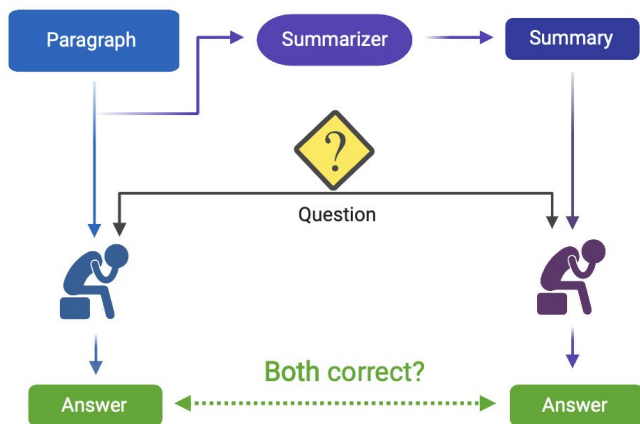 Paragraph
Summarizer
Summary
?
Question
Both correct?
Answer
Answer